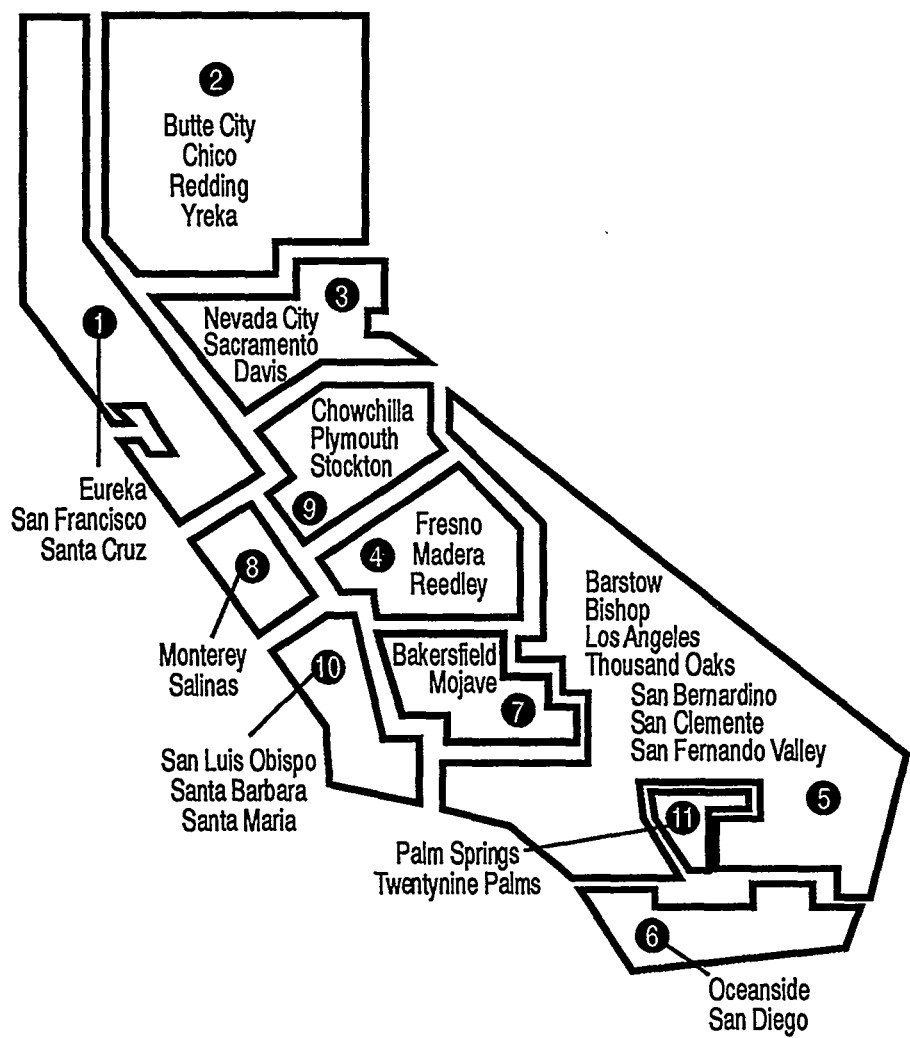 2
Butte City
Chico
Redding
Yreka
3
Nevada City
Sacramento
Davis
1
Eureka
San Francisco
Santa Cruz
Chowchilla
Plymouth
Stockton
9
4
Fresno
Madera
Reedley
8
Monterey
Salinas
Barstow
Bishop
Los Angeles
Thousand Oaks
San Bernardino
San Clemente
San Fernando Valley
5
Bakersfield
Mojave
7
10
San Luis Obispo
Santa Barbara
Santa Maria
11
Palm Springs
Twentynine Palms
6
Oceanside
San Diego